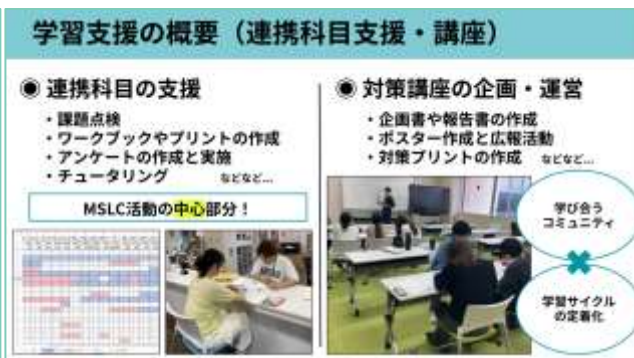 学習支援の概要（連携科目支援・講座）
◉ 連携科目の支援
・課題点検
・ワークブックやプリントの作成
・アンケートの作成と実施
・チュータリング などなど...
MSLC活動の中心部分！
◉ 対策講座の企画・運営
・企画書や報告書の作成
・ポスター作成と広報活動
・対策プリントの作成 などなど...
学び合う
コミュニティ
学習サイクル
の定着化